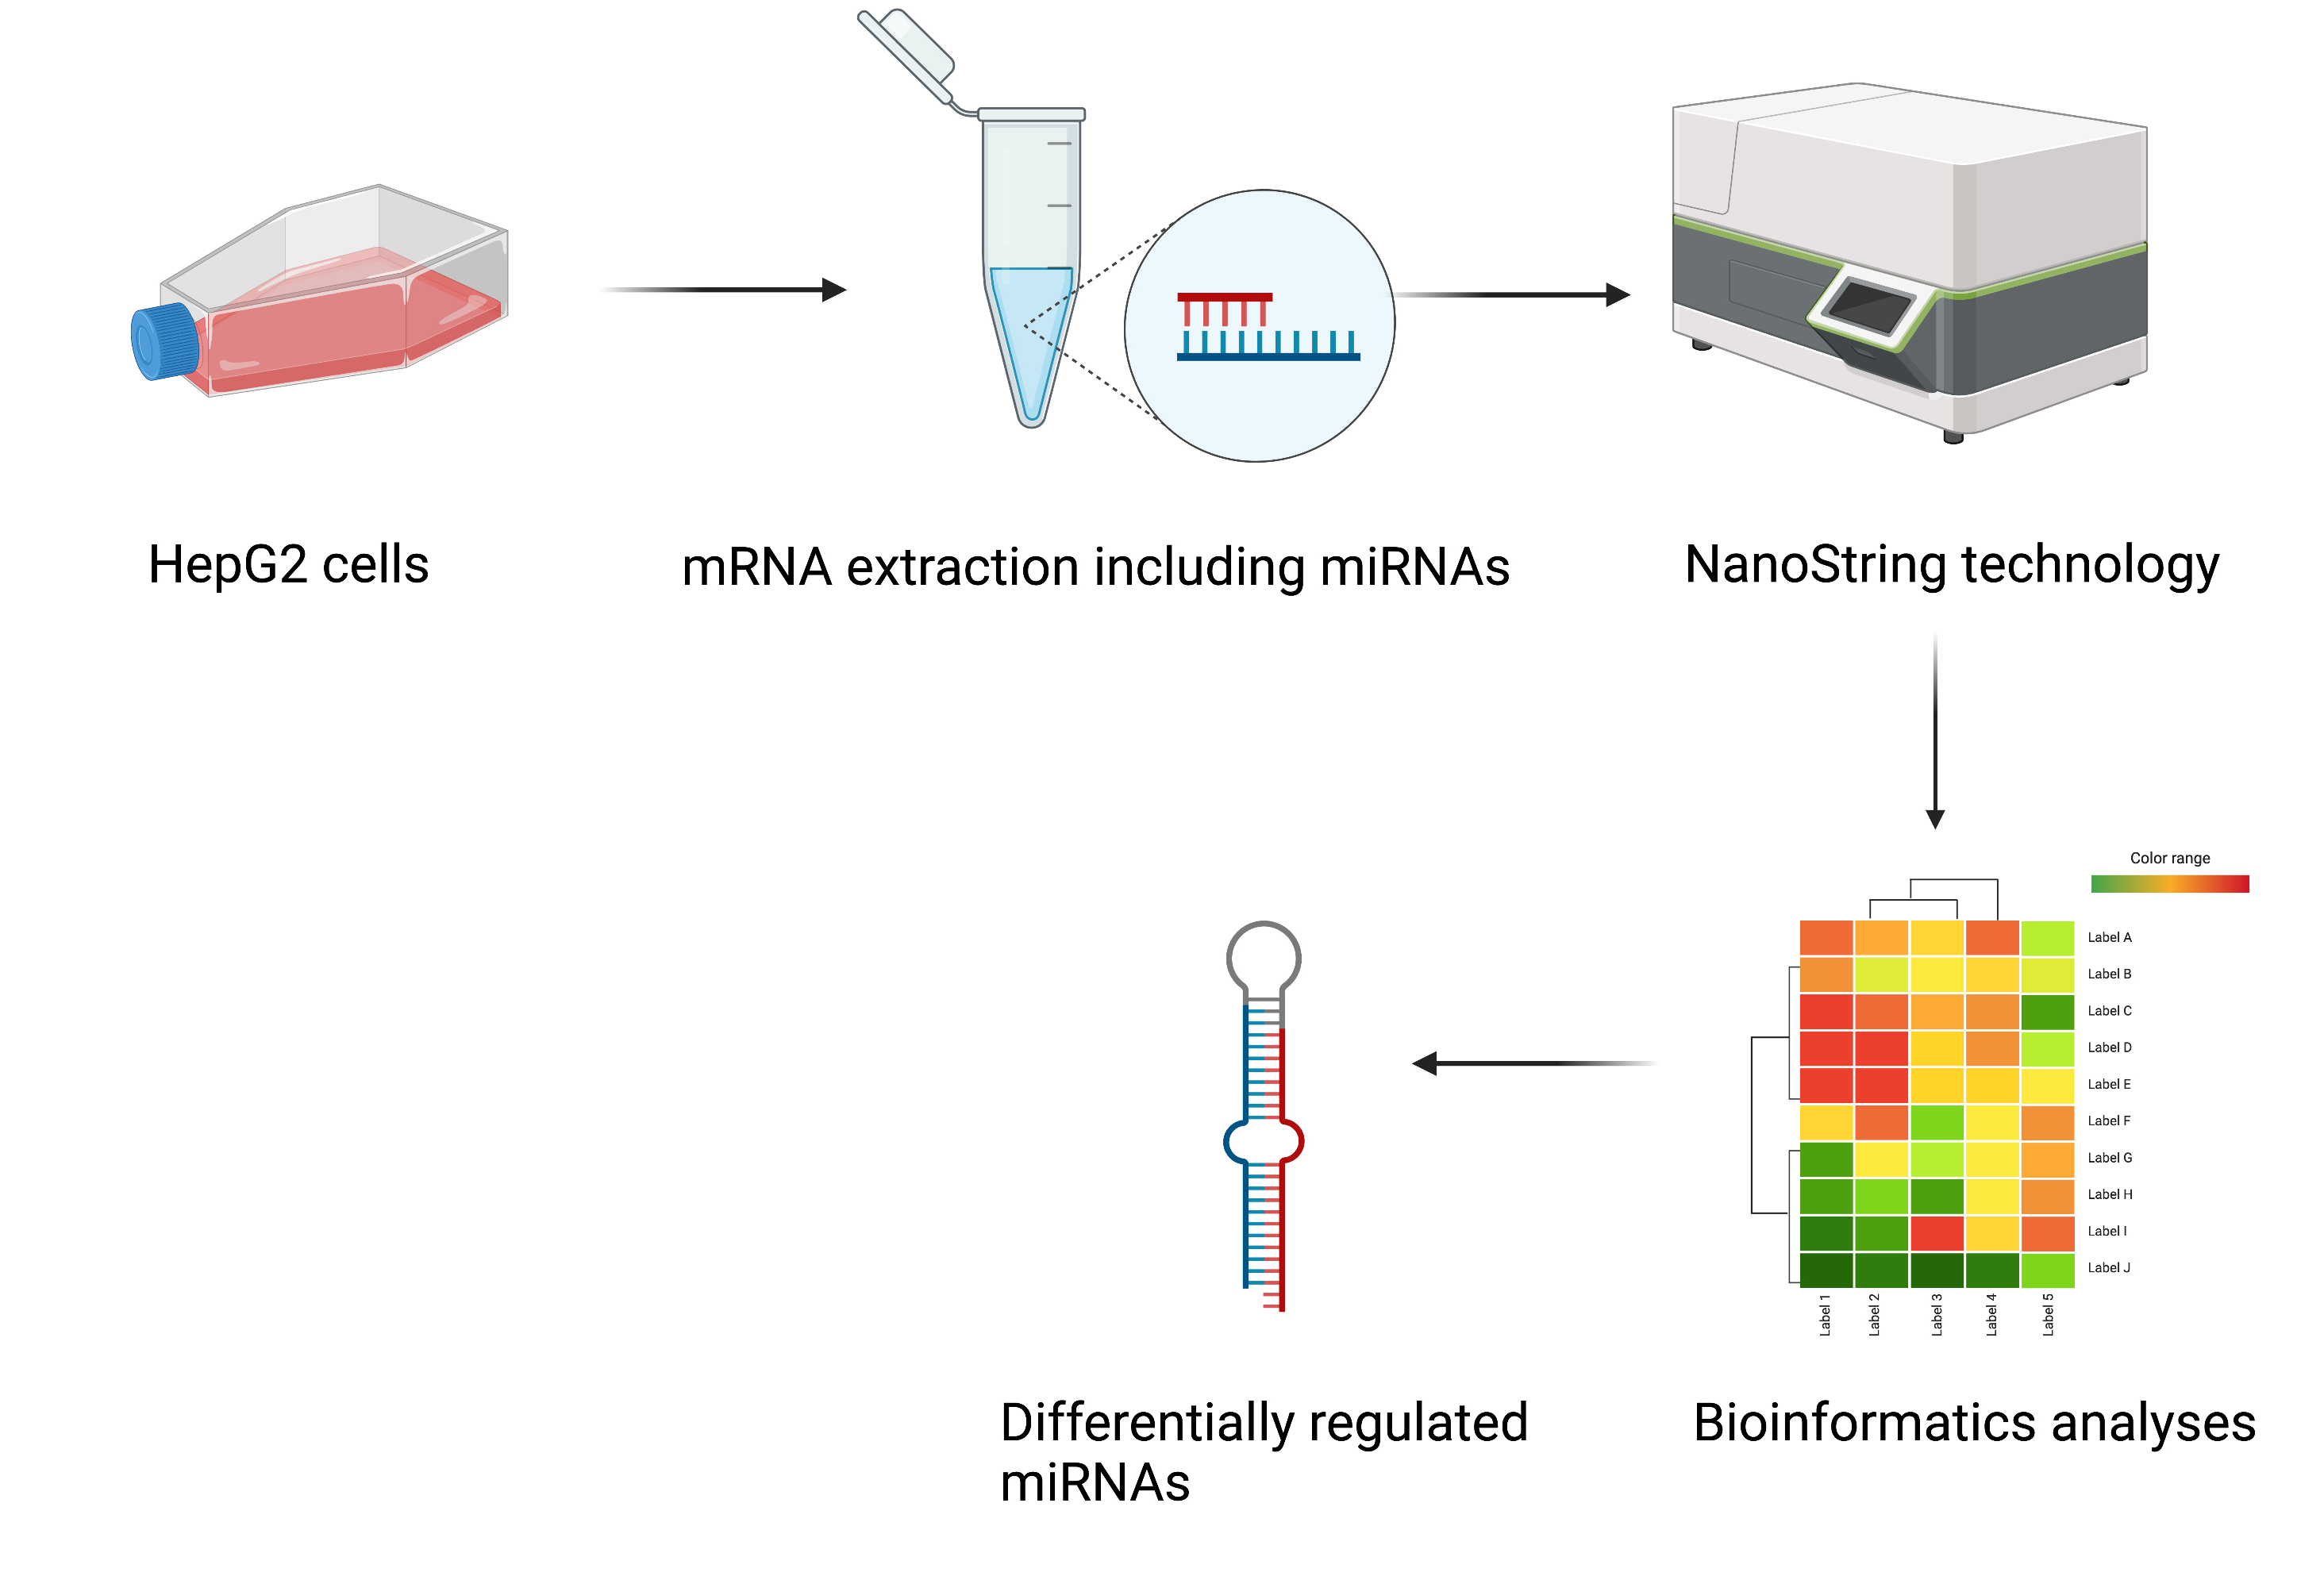 HepG2 cells
mRNA extraction including miRNAs
NanoString technology
Color range
Label A
Label B
Label C
Label D
Label E
Label F
Label G
Label H
Label I
Label J
Label 1
Label 2
Label 3
Label 4
Label 5
Differentially regulated
miRNAs
Bioinformatics analyses